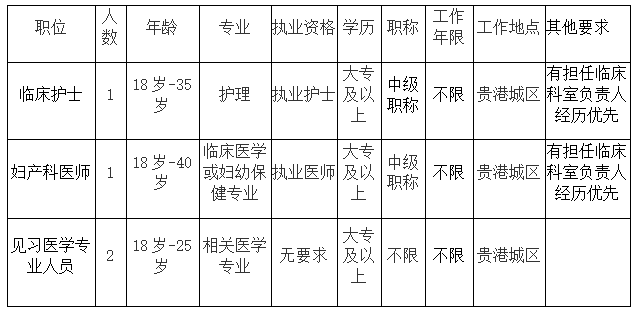 职位 人数 年龄 专业 执业资格 学历 职称 工作年限 工作地点 其他要求
临床护士 1 18岁-35岁 护理 执业护士 大专及以上 中级职称 不限 贵港城区 有担任临床科室负责人经历优先
妇产科医师 1 18岁-40岁 临床医学或妇幼保健专业 执业医师 大专及以上 中级职称 不限 贵港城区 有担任临床科室负责人经历优先
见习医学专业人员 2 18岁-25岁 相关医学专业 无要求 大专及以上 不限 不限 贵港城区